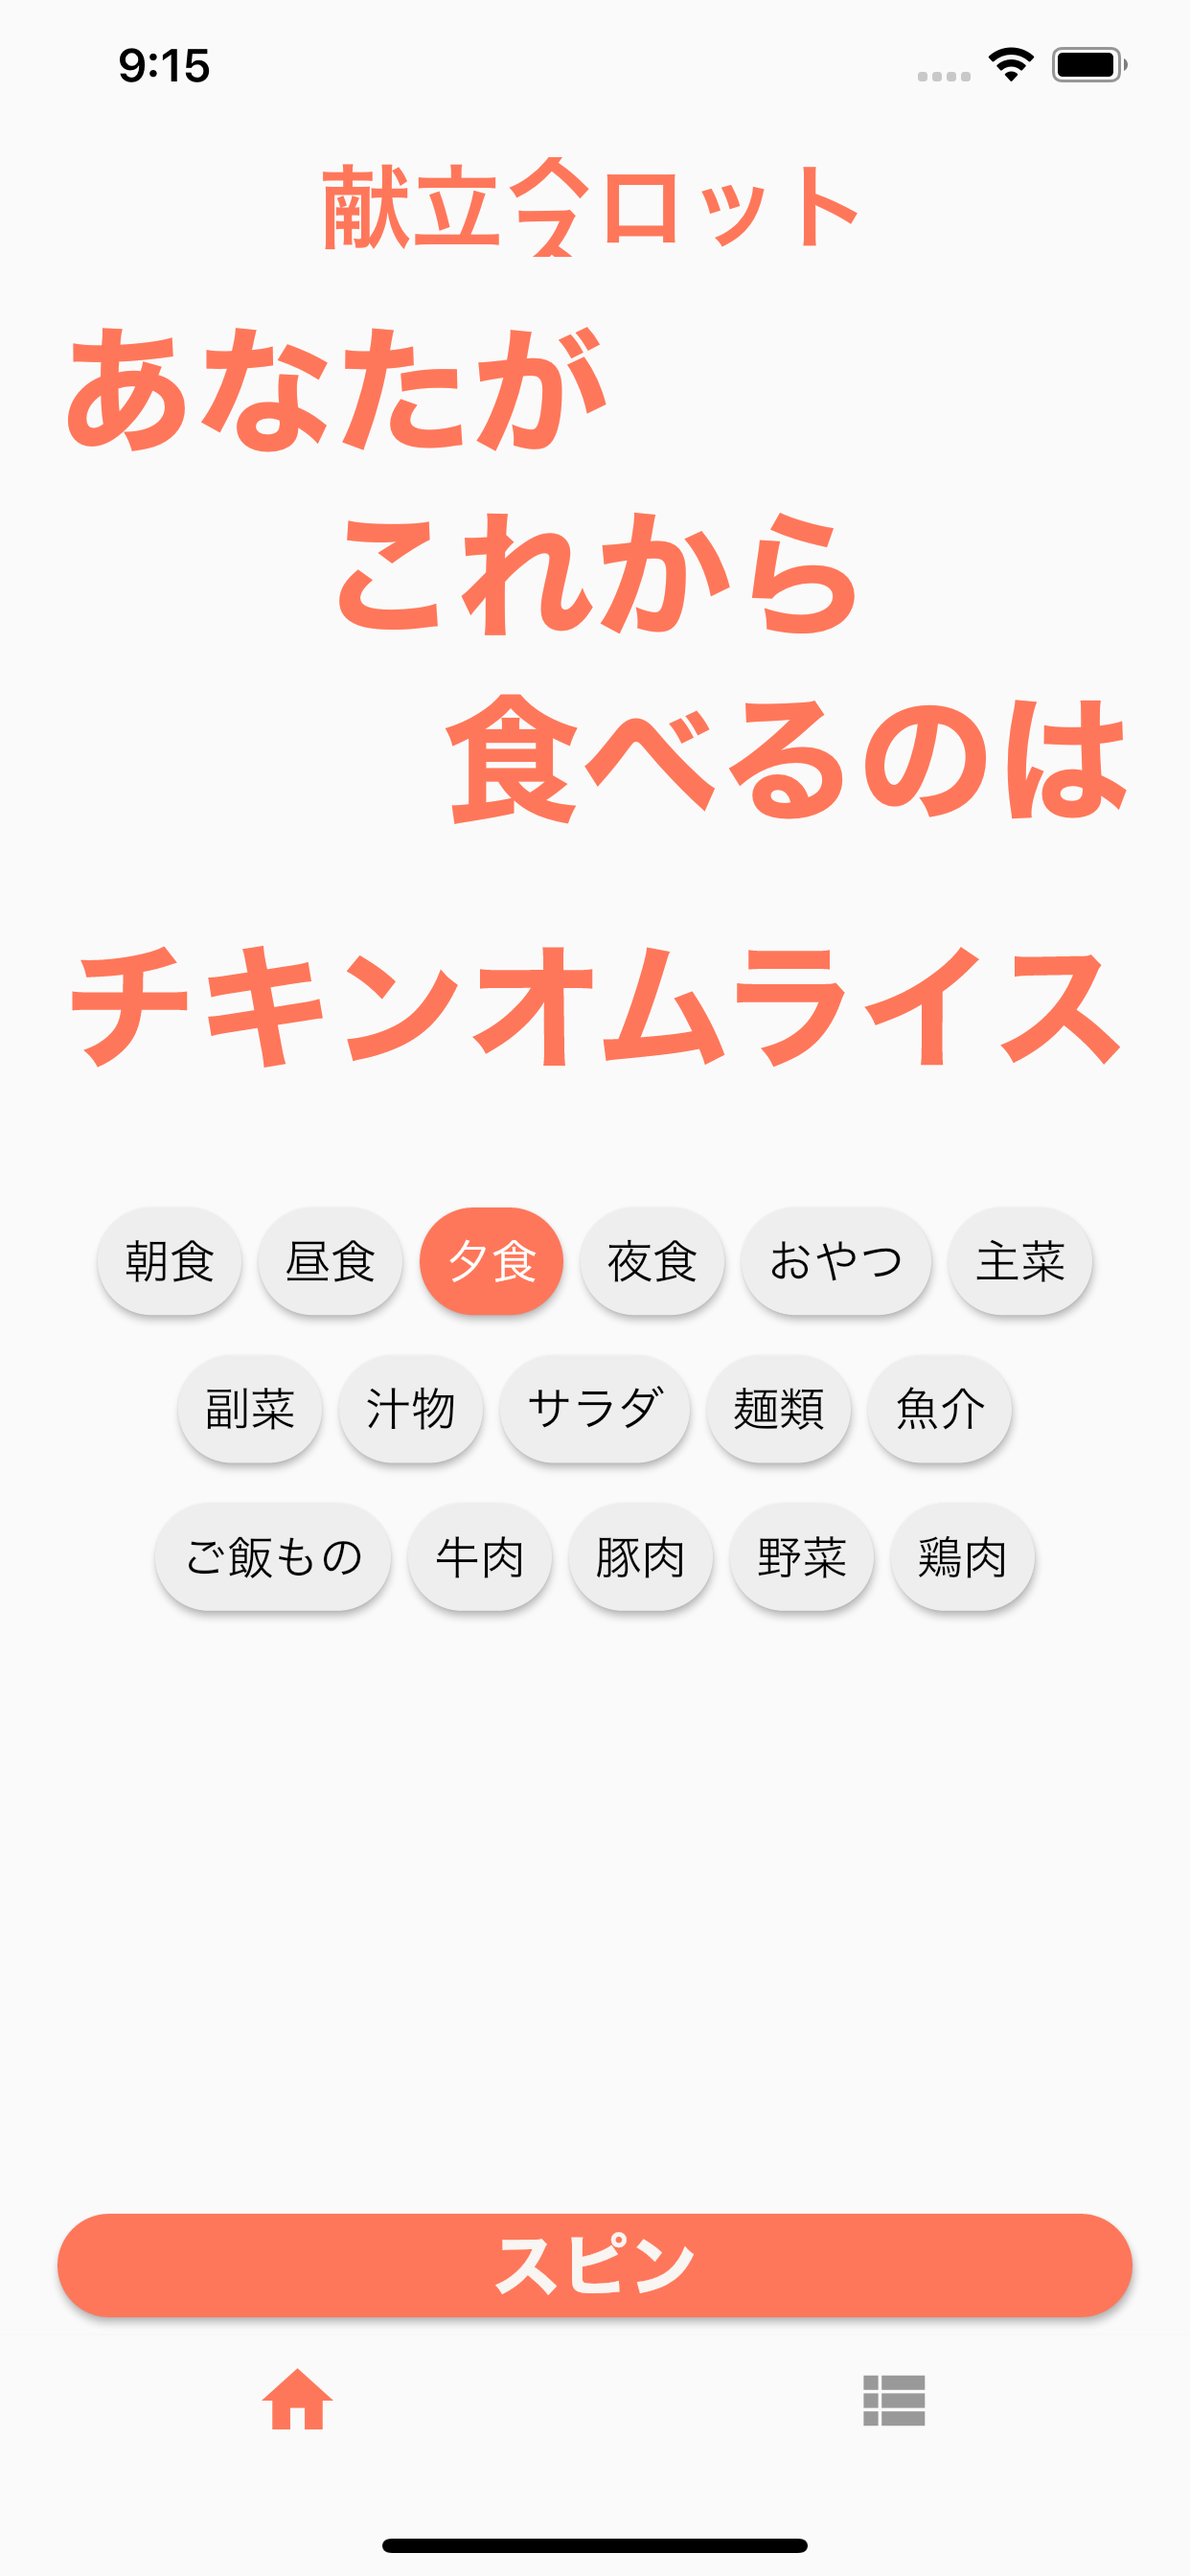 9:15
献立スロット
あなたが
これから
食べるのは
チキンオムライス
朝食 昼食 夕食 夜食 おやつ 主菜
副菜 汁物 サラダ 麺類 魚介
ご飯もの 牛肉 豚肉 野菜 鶏肉
スピン